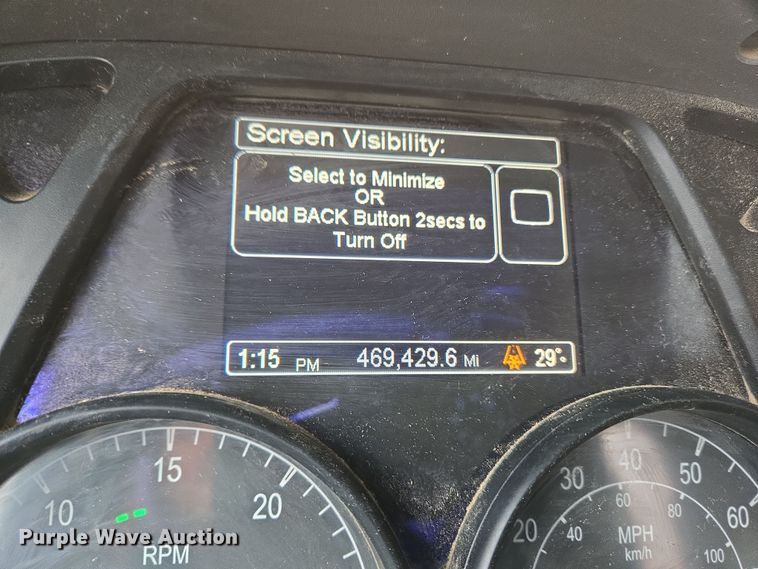 Screen Visibility:
Select to Minimize
OR
Hold BACK Button 2secs to
Turn Off
1:15 PM 469,429.6 Mi 29°
10 15 20
RPM
20 30 40 50 60
40 60 80 100
MPH
km/h
Purple Wave Auction